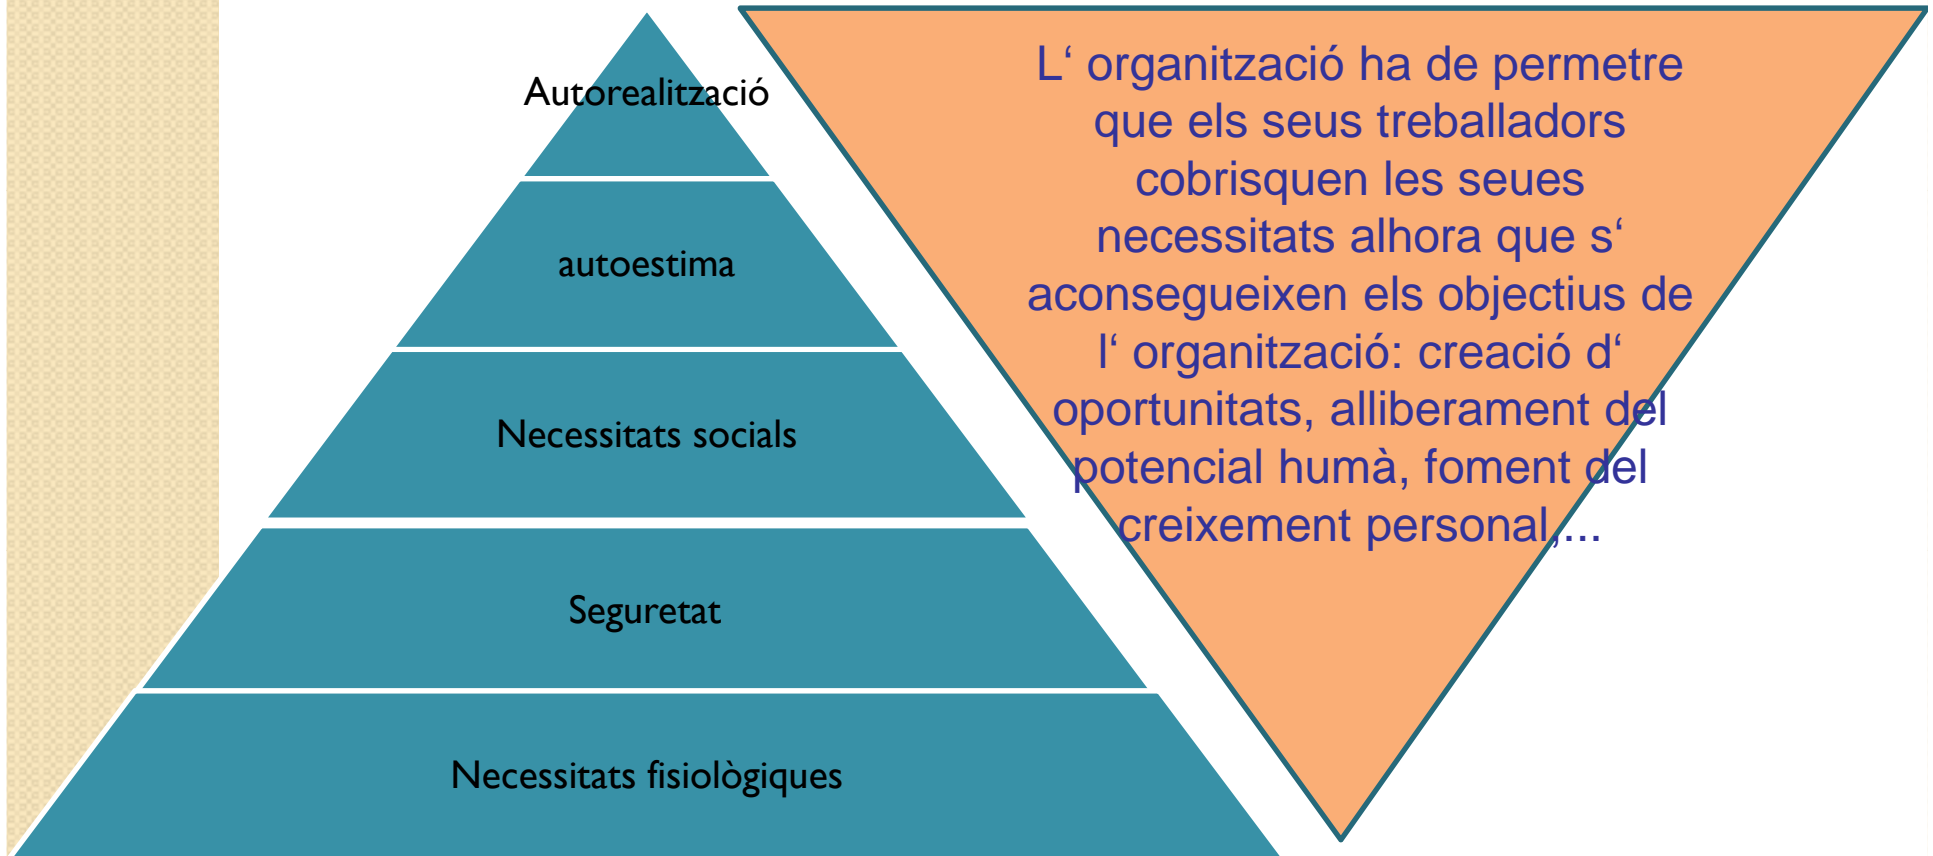 Autorealització
autoestima
Necessitats socials
Seguretat
Necessitats fisiològiques
L‘ organització ha de permetre
que els seus treballadors
cobrisquen les seues
necessitats alhora que s‘
aconsegueixen els objectius de
l‘ organització: creació d‘
oportunitats, alliberament del
potencial humà, foment del
creixement personal,...